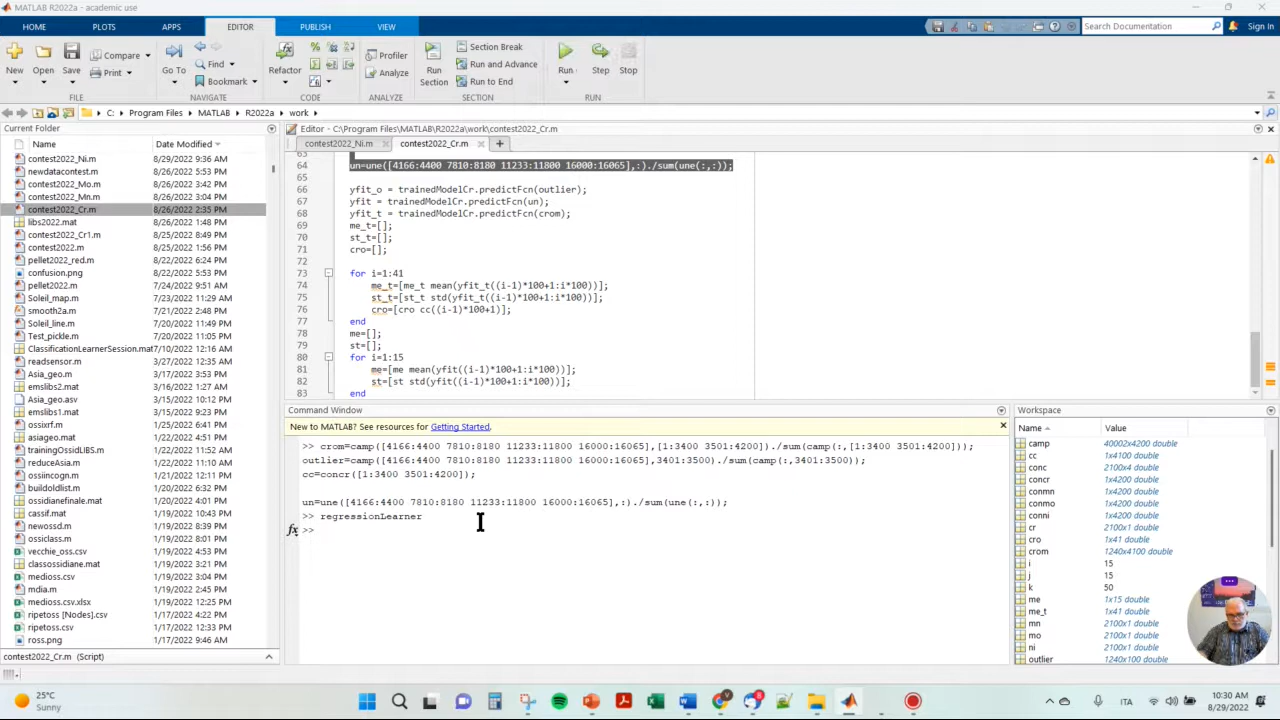 MATLAB R2022a - academic use
HOME PLOTS APPS EDITOR PUBLISH VIEW
Search Documentation
Sign In
New Open Save Compare Print
Go To Find Bookmark
Refactor
Profiler Analyze
Run Section
Section Break Run and Advance Run to End
Run Step Stop
FILE NAVIGATE CODE ANALYZE SECTION RUN
C: Program Files MATLAB R2022a work
Current Folder
Name Date Modified
contest2022_Ni.m 8/29/2022 9:36 AM
newdatacontest.m 8/26/2022 5:53 PM
contest2022_Mo.m 8/26/2022 3:42 PM
contest2022_Mn.m 8/26/2022 3:04 PM
contest2022_Cr.m 8/26/2022 2:35 PM
libs2022.mat 8/26/2022 1:48 PM
contest2022_Cr1.m 8/25/2022 8:49 PM
contest2022.m 8/25/2022 1:56 PM
pellet2022_red.m 8/22/2022 6:24 PM
confusion.png 8/22/2022 5:53 PM
pellet2022.m 7/24/2022 9:51 AM
Soleil_map.m 7/23/2022 11:29 AM
smooth2a.m 7/21/2022 2:48 PM
Soleil_line.m 7/20/2022 11:49 PM
Test_pickle.m 7/20/2022 11:05 PM
ClassificationLearnerSession.mat 7/10/2022 12:16 AM
readsensor.m 3/27/2022 12:35 AM
Asia_geo.m 3/17/2022 3:53 PM
emslibs2.mat 3/16/2022 1:27 AM
Asia_geo.asv 3/15/2022 10:12 PM
emslibs1.mat 3/15/2022 9:23 PM
ossixrf.m 3/15/2022 4:25 PM
asiageo.mat 1/22/2022 4:51 PM
trainingOssidLIBS.m 1/22/2022 11:22 AM
reduceAsia.m 1/22/2022 11:10 AM
ossiincogn.m 1/21/2022 9:12 AM
buildoldlist.m 1/20/2022 9:10 PM
ossidianefinale.mat 1/20/2022 4:01 PM
cassif.mat 1/20/2022 12:41 PM
newossd.m 1/20/2022 12:41 PM
ossiclass.m 1/20/2022 12:38 PM
vecchie_oss.csv 1/19/2022 4:53 PM
classossidiane.mat 1/19/2022 4:23 PM
medioss.csv 1/19/2022 3:04 PM
mdia.m 1/19/2022 2:45 PM
medioss.csv.xlsx 1/19/2022 12:25 PM
ripetoss [Nodes].csv 1/17/2022 4:22 PM
ripetoss.csv 1/17/2022 12:33 PM
ross.png 1/17/2022 9:46 AM
contest2022_Cr.m (Script)
Editor - C:\Program Files\MATLAB\R2022a\work\contest2022_Cr.m
contest2022_Ni.m contest2022_Cr.m
63
64 un=une([4166:4400 7810:8180 11233:11800 16000:16065],:)./sum(une(:,:));
65
66 yfit_o = trainedModelCr.predictFcn(outlier);
67 yfit = trainedModelCr.predictFcn(un);
68 yfit_t = trainedModelCr.predictFcn(crom);
69 me_t=[];
70 st_t=[];
71 cro=[];
72
73 for i=1:41
74 me_t=[me_t mean(yfit_t((i-1)*100+1:i*100))];
75 st_t=[st_t std(yfit_t((i-1)*100+1:i*100))];
76 cro=[cro cc((i-1)*100+1)];
77 end
78 me=[];
79 st=[];
80 for i=1:15
81 me=[me mean(yfit((i-1)*100+1:i*100))];
82 st=[st std(yfit((i-1)*100+1:i*100))];
83 end
Command Window
New to MATLAB? See resources for Getting Started.
>> crom=camp([4166:4400 7810:8180 11233:11800 16000:16065],[1:3400 3501:4200])./sum(camp(:,[1:3400 3501:4200]));
outlier=camp([4166:4400 7810:8180 11233:11800 16000:16065],3401:3500)./sum(camp(:,3401:3500));
cc=concr([1:3400 3501:4200]);
un=une([4166:4400 7810:8180 11233:11800 16000:16065],:)./sum(une(:,:));
>> regressionLearner
fx >>
Workspace
Name Value
camp 40002x4200 double
cc 1x4100 double
conc 2100x4 double
concr 1x4200 double
conmn 1x4200 double
conmo 1x4200 double
conni 1x4200 double
cr 2100x1 double
cro 1x41 double
crom 1240x4100 double
i 15
j 15
k 50
me 1x15 double
me_t 1x41 double
mn 2100x1 double
mo 2100x1 double
ni 2100x1 double
outlier 1240x100 double
25°C
Sunny
ITA
10:30 AM
8/29/2022